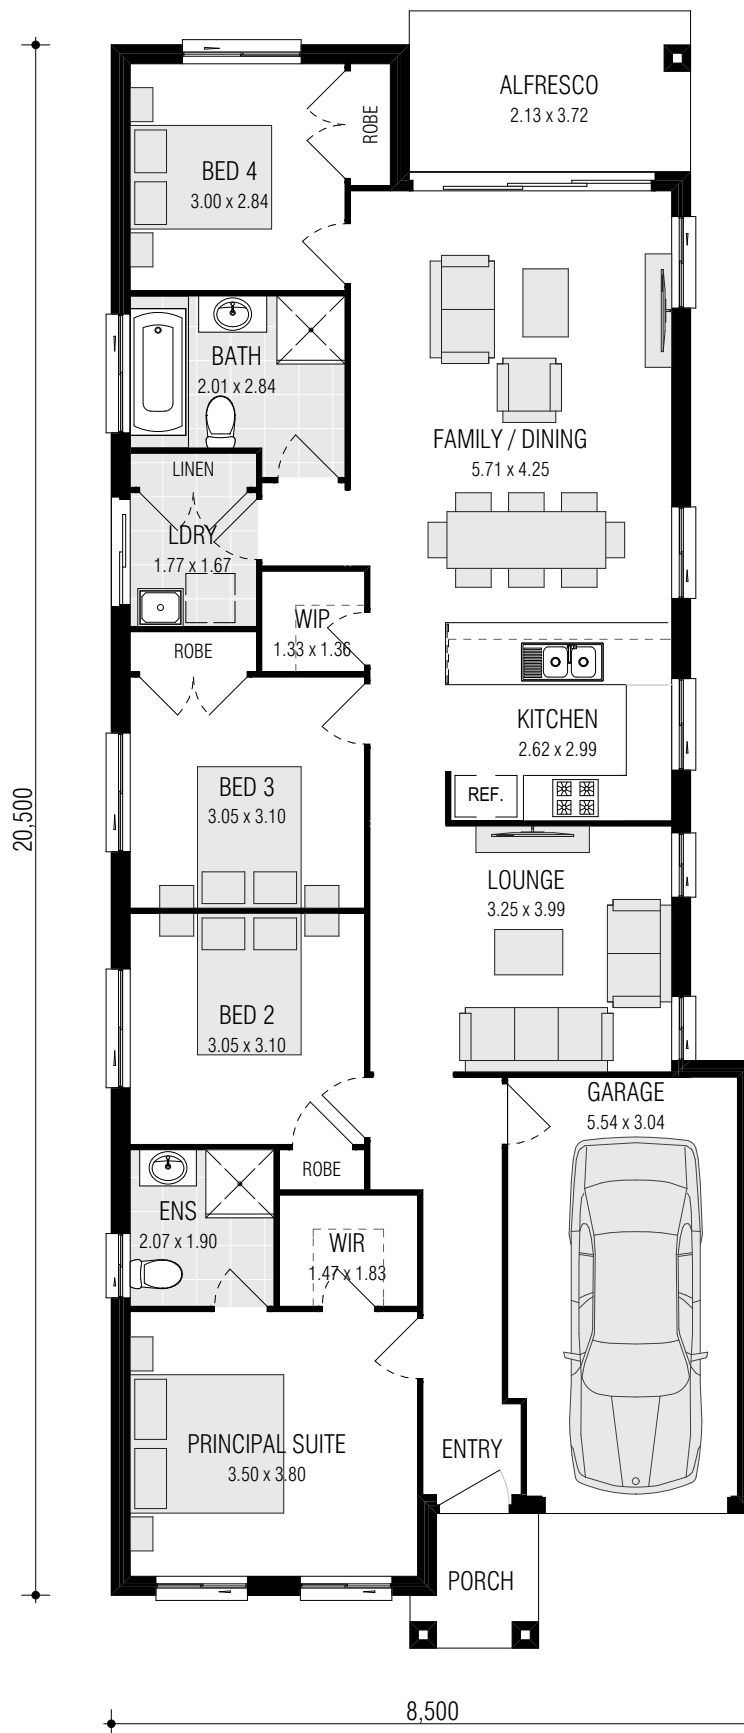 ALFRESCO
2.13 x 3.72
ROBE
BED 4
3.00 x 2.84
BATH
2.01 x 2.84
FAMILY / DINING
5.71 x 4.25
LINEN
LDRY
1.77 x 1.67
WIP
1.33 x 1.36
ROBE
KITCHEN
2.62 x 2.99
REF.
BED 3
3.05 x 3.10
20,500
LOUNGE
3.25 x 3.99
BED 2
3.05 x 3.10
GARAGE
5.54 x 3.04
ROBE
ENS
2.07 x 1.90
WIR
1.47 x 1.83
PRINCIPAL SUITE
3.50 x 3.80
ENTRY
PORCH
8,500